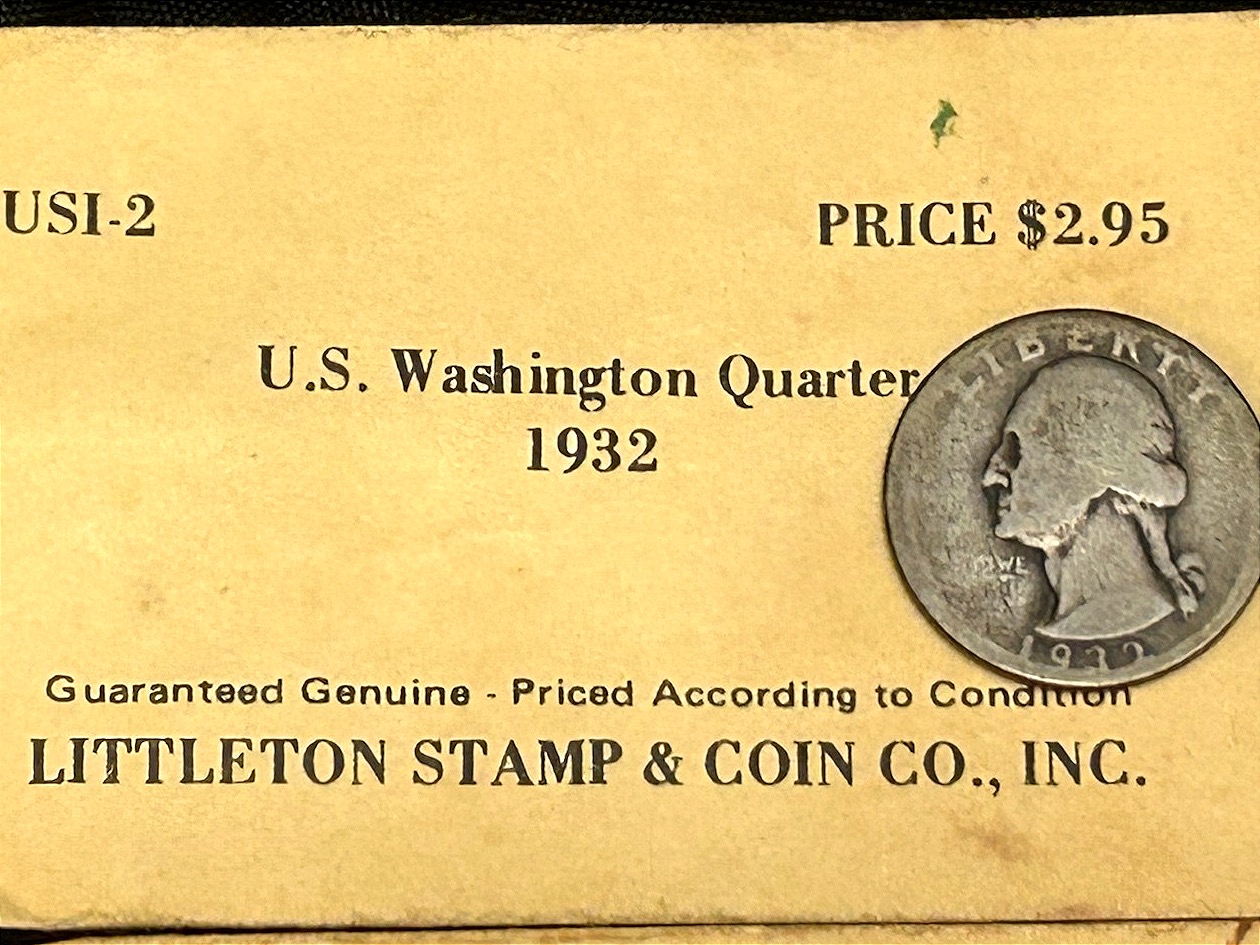 USI-2 PRICE $2.95
U.S. Washington Quarter
1932
LIBERTY
1932
Guaranteed Genuine - Priced According to Condition
LITTLETON STAMP & COIN CO., INC.